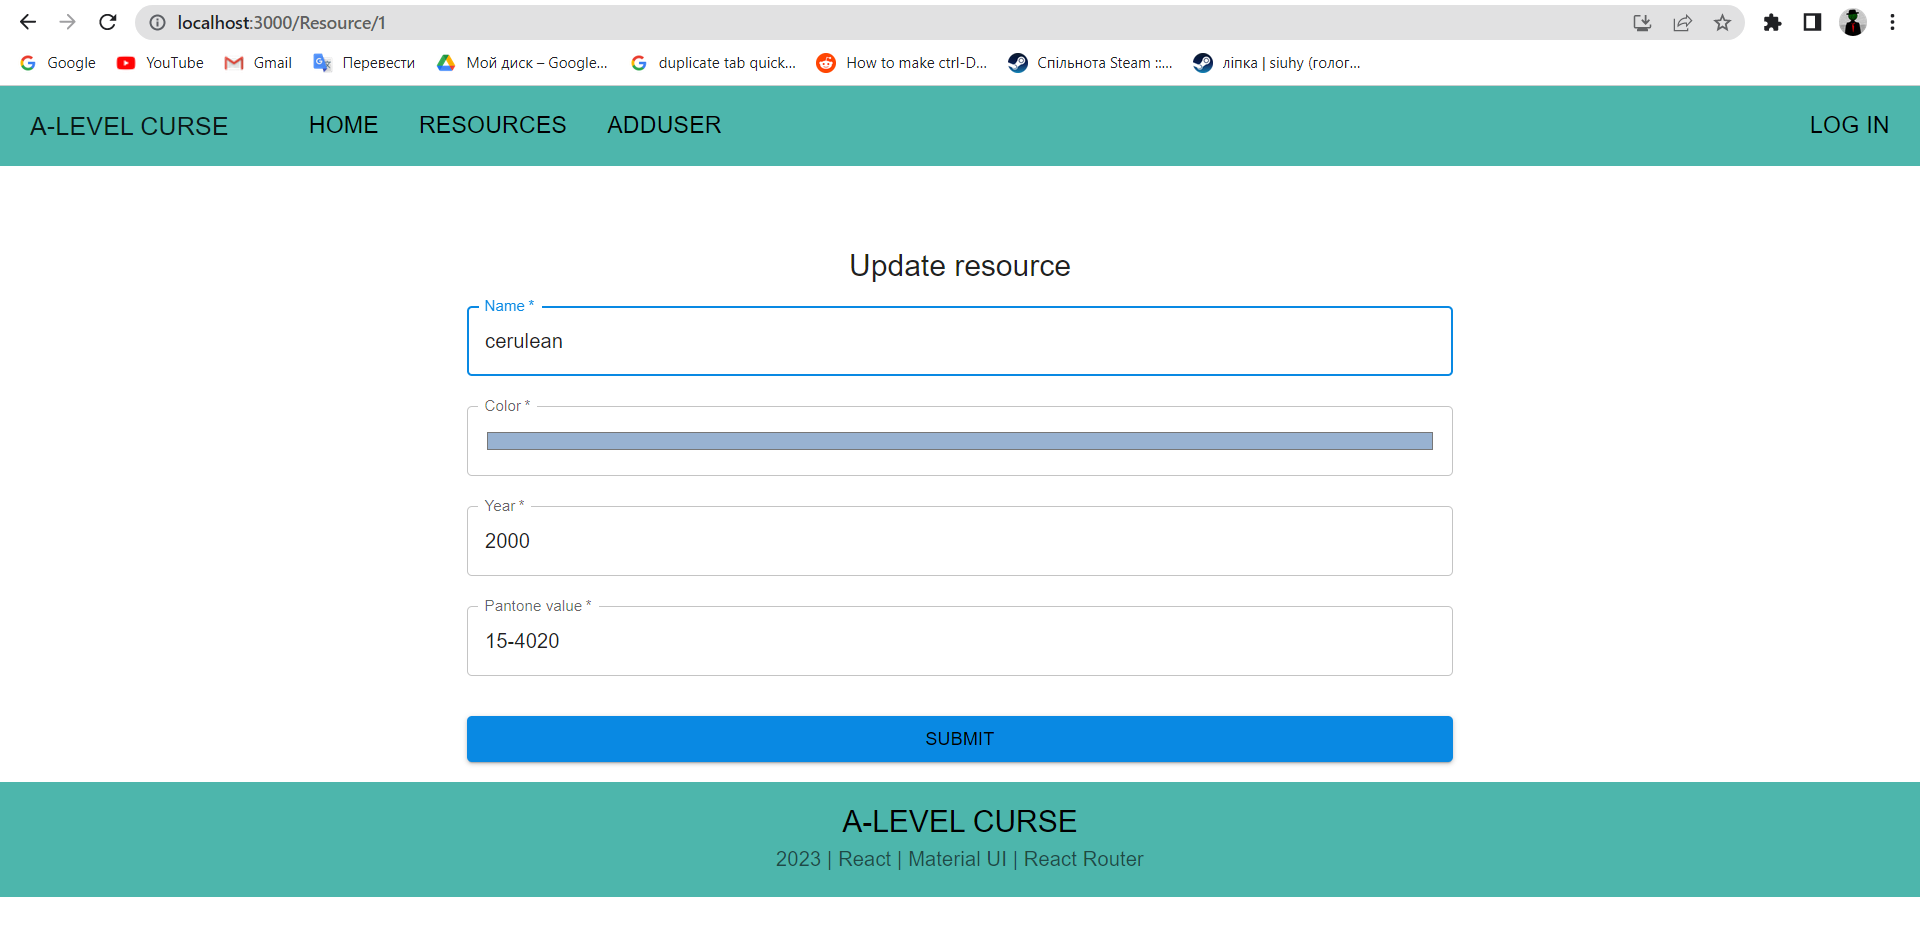 localhost:3000/Resource/1
Google YouTube Gmail Перевести Мой диск – Google... duplicate tab quick... How to make ctrl-D... Спільнота Steam ::... ліпка | siuhy (голог...
A-LEVEL CURSE HOME RESOURCES ADDUSER LOG IN
Update resource
Name *
cerulean
Color *
Year *
2000
Pantone value *
15-4020
SUBMIT
A-LEVEL CURSE
2023 | React | Material UI | React Router